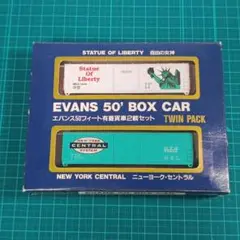 STATUE OF LIBERTY 自由の女神
Statue
Of
Liberty
EVANS 50' BOX CAR
エバンス50フィート有蓋貨車2輌セット TWIN PACK
NEW YORK
CENTRAL
SYSTEM
NEW YORK CENTRAL ニューヨーク・セントラル